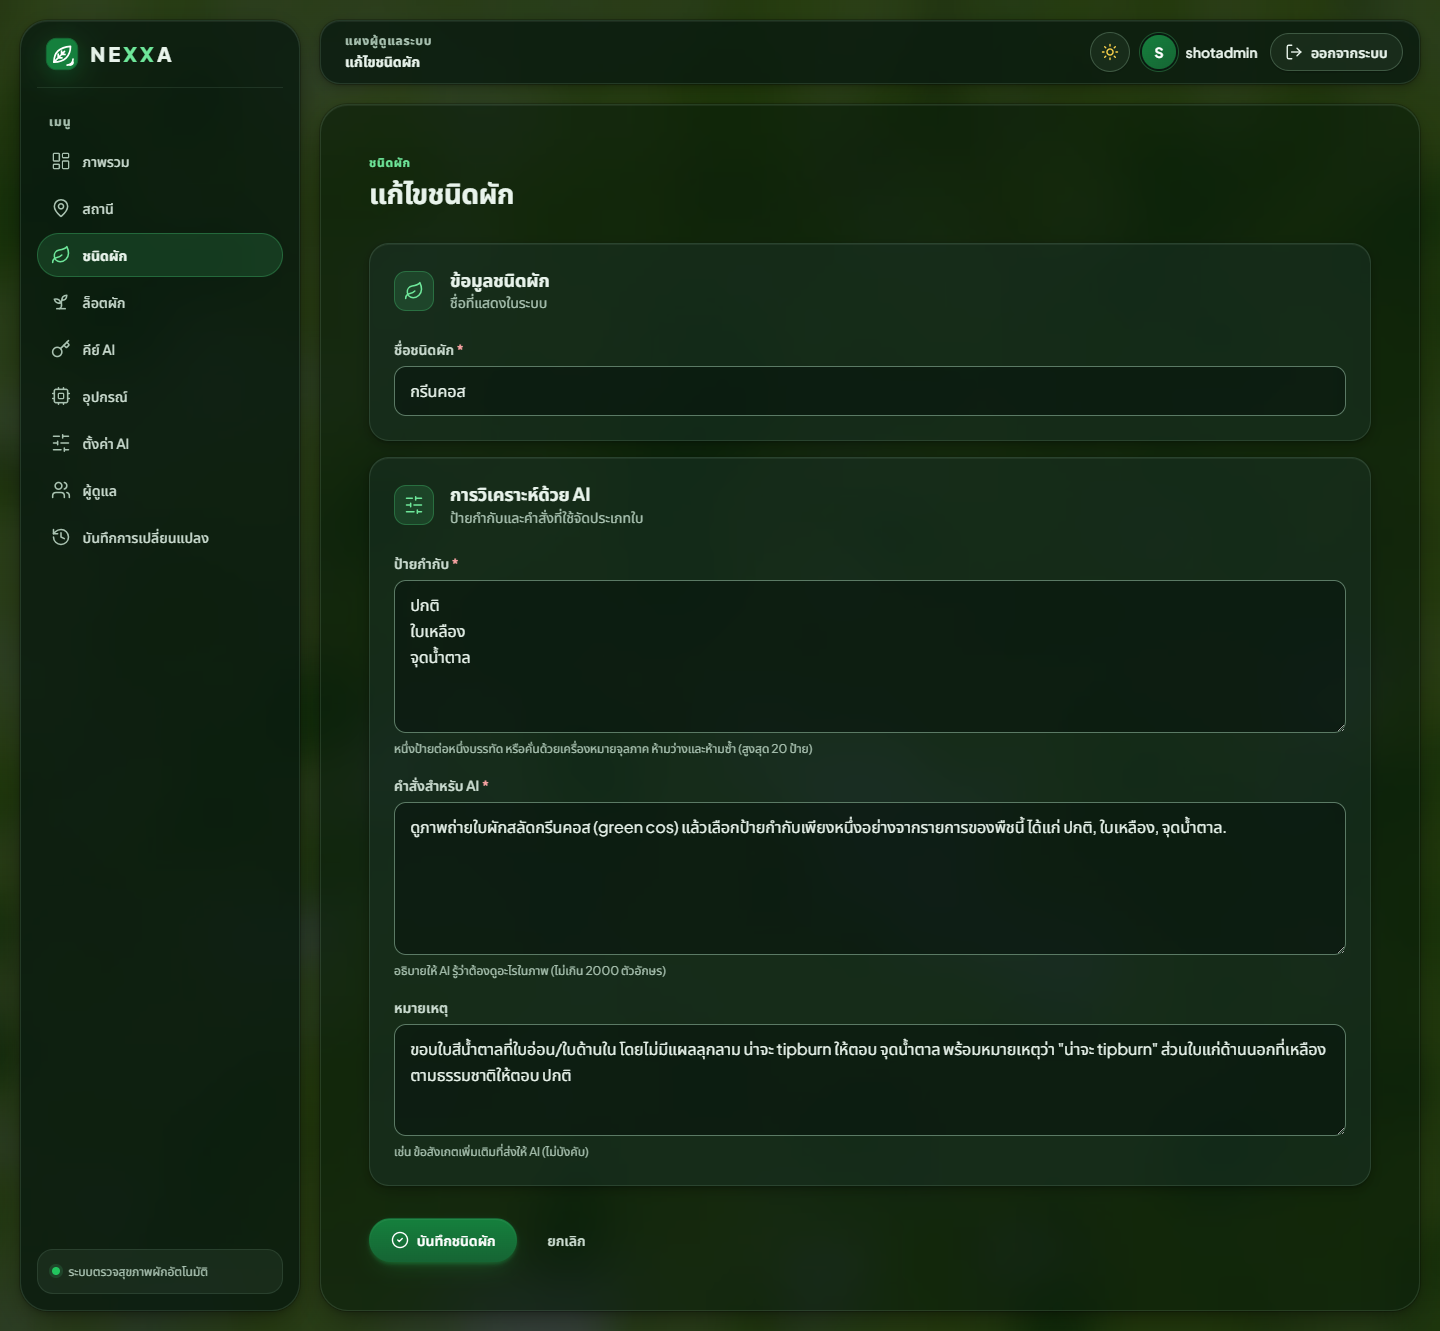 NEXXA
เมนู
ภาพรวม
สถานี
ชนิดผัก
ล็อตผัก
คีย์ AI
อุปกรณ์
ตั้งค่า AI
ผู้ดูแล
บันทึกการเปลี่ยนแปลง
ระบบตรวจสุขภาพผักอัตโนมัติ
แผงผู้ดูแลระบบ
แก้ไขชนิดผัก
S
shotadmin
ออกจากระบบ
ชนิดผัก
แก้ไขชนิดผัก
ข้อมูลชนิดผัก
ชื่อที่แสดงในระบบ
ชื่อชนิดผัก *
กรีนคอส
การวิเคราะห์ด้วย AI
ป้ายกำกับและคำสั่งที่ใช้จัดประเภทใบ
ป้ายกำกับ *
ปกติ
ใบเหลือง
จุดน้ำตาล
หนึ่งป้ายต่อหนึ่งบรรทัด หรือคั่นด้วยเครื่องหมายจุลภาค ห้ามว่างและห้ามซ้ำ (สูงสุด 20 ป้าย)
คำสั่งสำหรับ AI *
ดูภาพถ่ายใบผักสลัดกรีนคอส (green cos) แล้วเลือกป้ายกำกับเพียงหนึ่งอย่างจากรายการของพืชนี้ ได้แก่ ปกติ, ใบเหลือง, จุดน้ำตาล.
อธิบายให้ AI รู้ว่าต้องดูอะไรในภาพ (ไม่เกิน 2000 ตัวอักษร)
หมายเหตุ
ขอบใบสีน้ำตาลที่ใบอ่อน/ใบด้านใน โดยไม่มีแผลลุกลาม น่าจะ tipburn ให้ตอบ จุดน้ำตาล พร้อมหมายเหตุว่า "น่าจะ tipburn" ส่วนใบแก่ด้านนอกที่เหลือง
ตามธรรมชาติให้ตอบ ปกติ
เช่น ข้อสังเกตเพิ่มเติมที่ส่งให้ AI (ไม่บังคับ)
บันทึกชนิดผัก
ยกเลิก